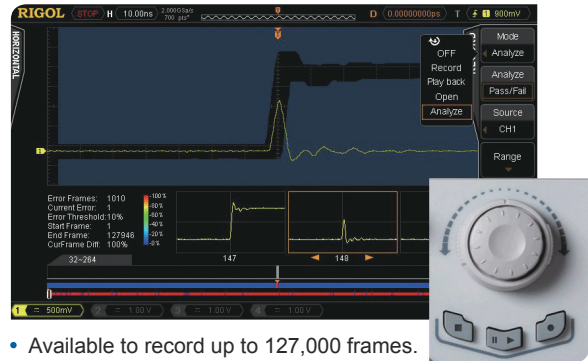 RIGOL STOP H 10.00ns 2.000GSa/s 700 pts D 0.00000000ps T 1 900mV
HORIZONTAL
Mode
Analyze
Analyze
Pass/Fail
Source
CH1
Range
OFF
Record
Play back
Open
Analyze
1
Error Frames: 1010
Current Error: 1
Error Threshold:10%
Start Frame: 1
End Frame: 127946
CurFrame Diff: 100%
-100%
-80%
-60%
-40%
-20%
-0%
32~264 147 148
1 = 500mV 2 = 1.00 V 3 = 1.00 V 4 = 1.00 V
• Available to record up to 127,000 frames.